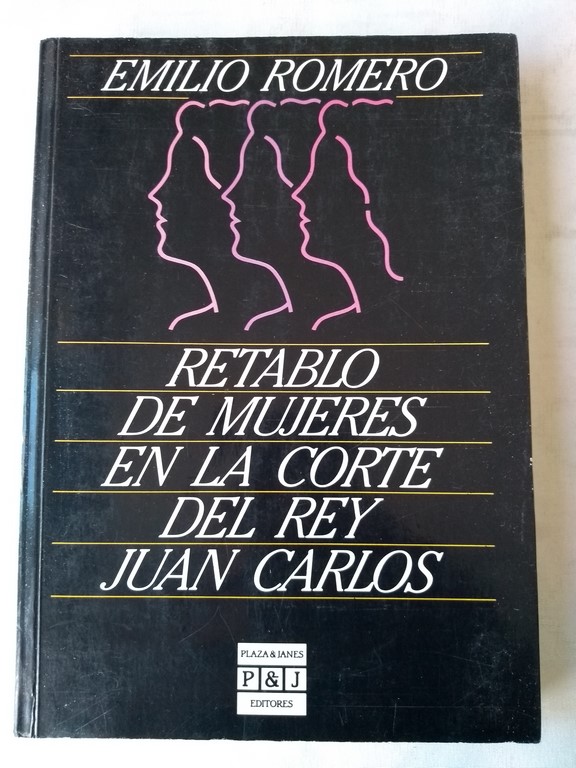 EMILIO ROMERO
RETABLO
DE MUJERES
EN LA CORTE
DEL REY
JUAN CARLOS
PLAZA & JANES
P & J
EDITORES